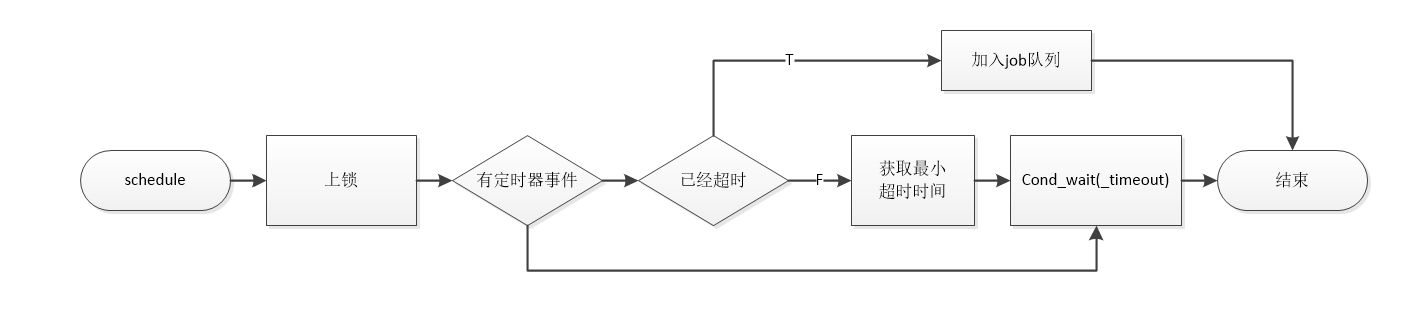 T
加入job队列
schedule
上锁
有定时器事件
已经超时
F
获取最小
超时时间
Cond_wait(_timeout)
结束